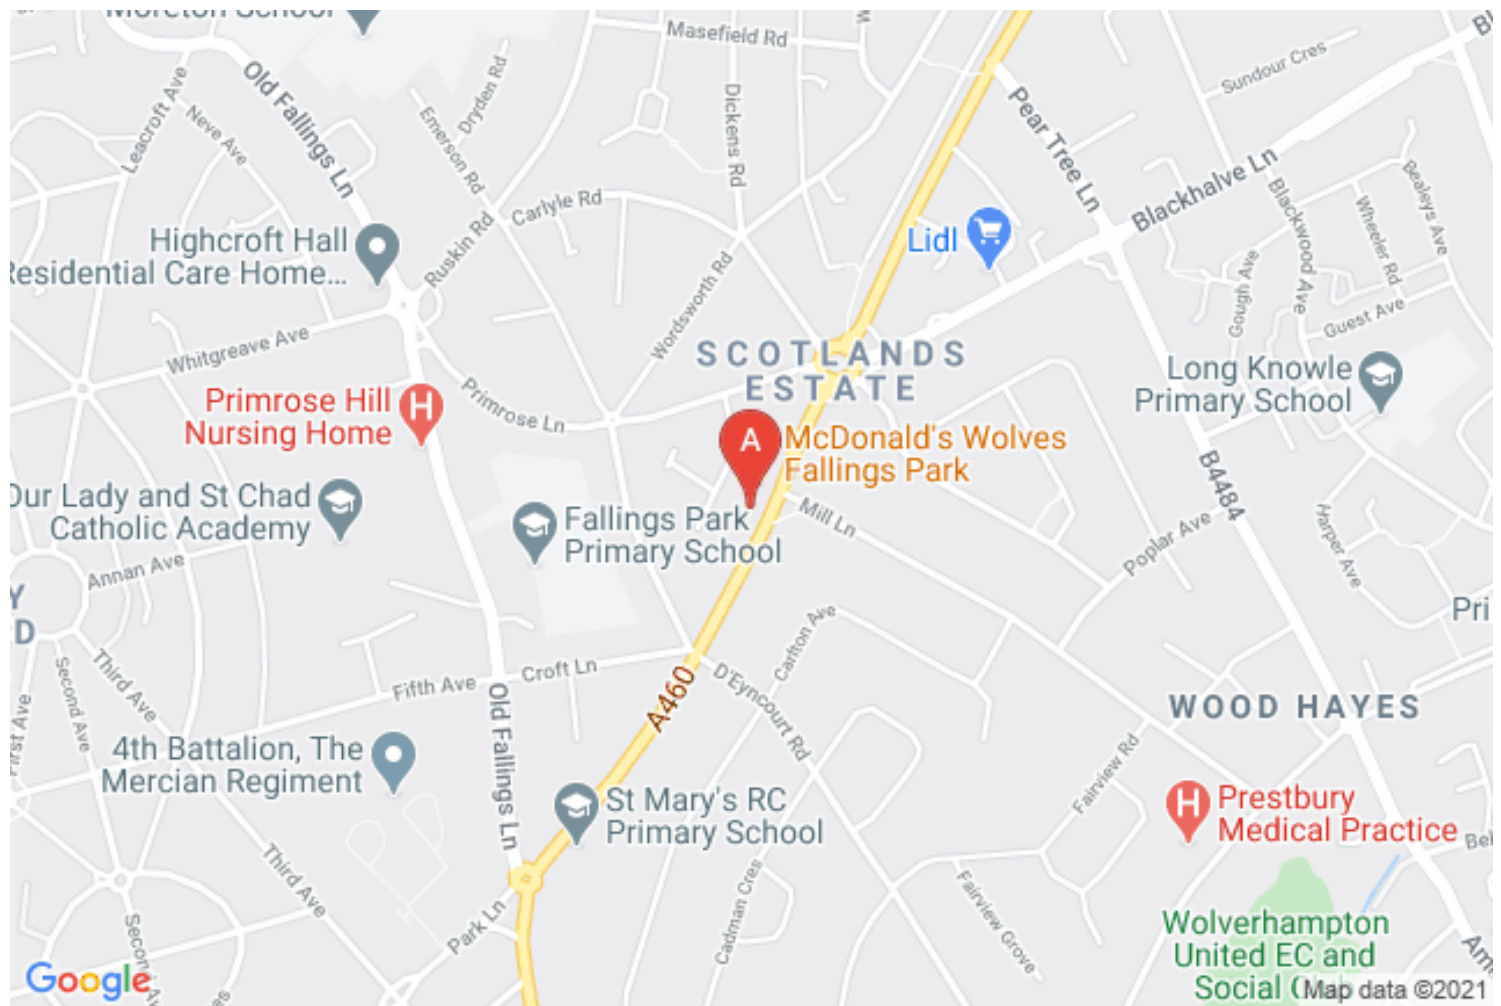 Moreton School
Masefield Rd
Sundour Cres
Old Fallings Ln
Dryden Rd
Leacroft Ave
Neve Ave
Emerson Rd
Dickens Rd
Pear Tree Ln
Blackhalve Ln
Bealeys Ave
Carlyle Rd
Blackwood Ave
Wheeler Rd
Ruskin Rd
Highcroft Hall
Residential Care Home...
Lidl
Wordsworth Rd
Gough Ave
Guest Ave
Whitgreave Ave
SCOTLANDS
ESTATE
Long Knowle
Primary School
Primrose Hill
Nursing Home
Primrose Ln
A
McDonald's Wolves
Fallings Park
B4484
Our Lady and St Chad
Catholic Academy
Fallings Park
Primary School
Mill Ln
Poplar Ave
Harper Ave
Annan Ave
Y
D
Pri
Carlton Ave
Croft Ln
Fifth Ave
Second Ave
Third Ave
First Ave
A460
D'Eyncourt Rd
WOOD HAYES
Old Fallings Ln
4th Battalion, The
Mercian Regiment
Fairview Rd
St Mary's RC
Primary School
Prestbury
Medical Practice
Third Ave
Cadman Cres
Fairview Grove
Park Ln
Wolverhampton
United EC and
Social
Google
Map data ©2021